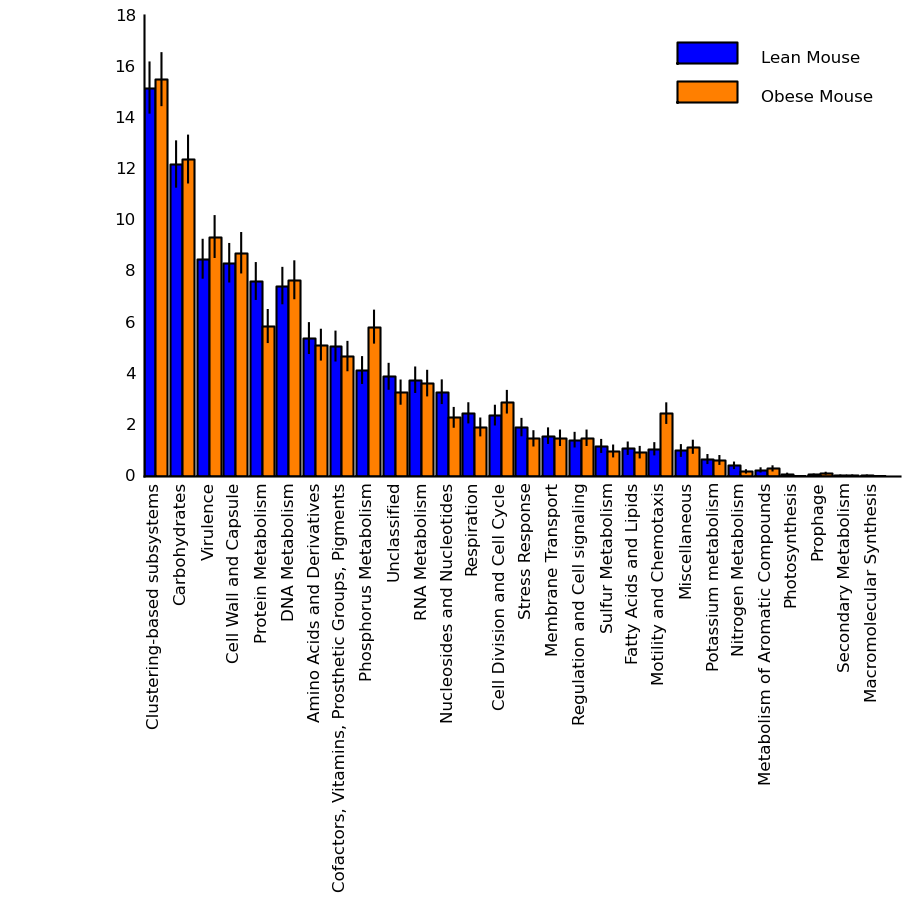 18
16
14
12
10
8
6
4
2
0
Lean Mouse
Obese Mouse
Clustering-based subsystems
Carbohydrates
Virulence
Cell Wall and Capsule
Protein Metabolism
DNA Metabolism
Amino Acids and Derivatives
Cofactors, Vitamins, Prosthetic Groups, Pigments
Phosphorus Metabolism
Unclassified
RNA Metabolism
Nucleosides and Nucleotides
Respiration
Cell Division and Cell Cycle
Stress Response
Membrane Transport
Regulation and Cell signaling
Sulfur Metabolism
Fatty Acids and Lipids
Motility and Chemotaxis
Miscellaneous
Potassium metabolism
Nitrogen Metabolism
Metabolism of Aromatic Compounds
Photosynthesis
Prophage
Secondary Metabolism
Macromolecular Synthesis